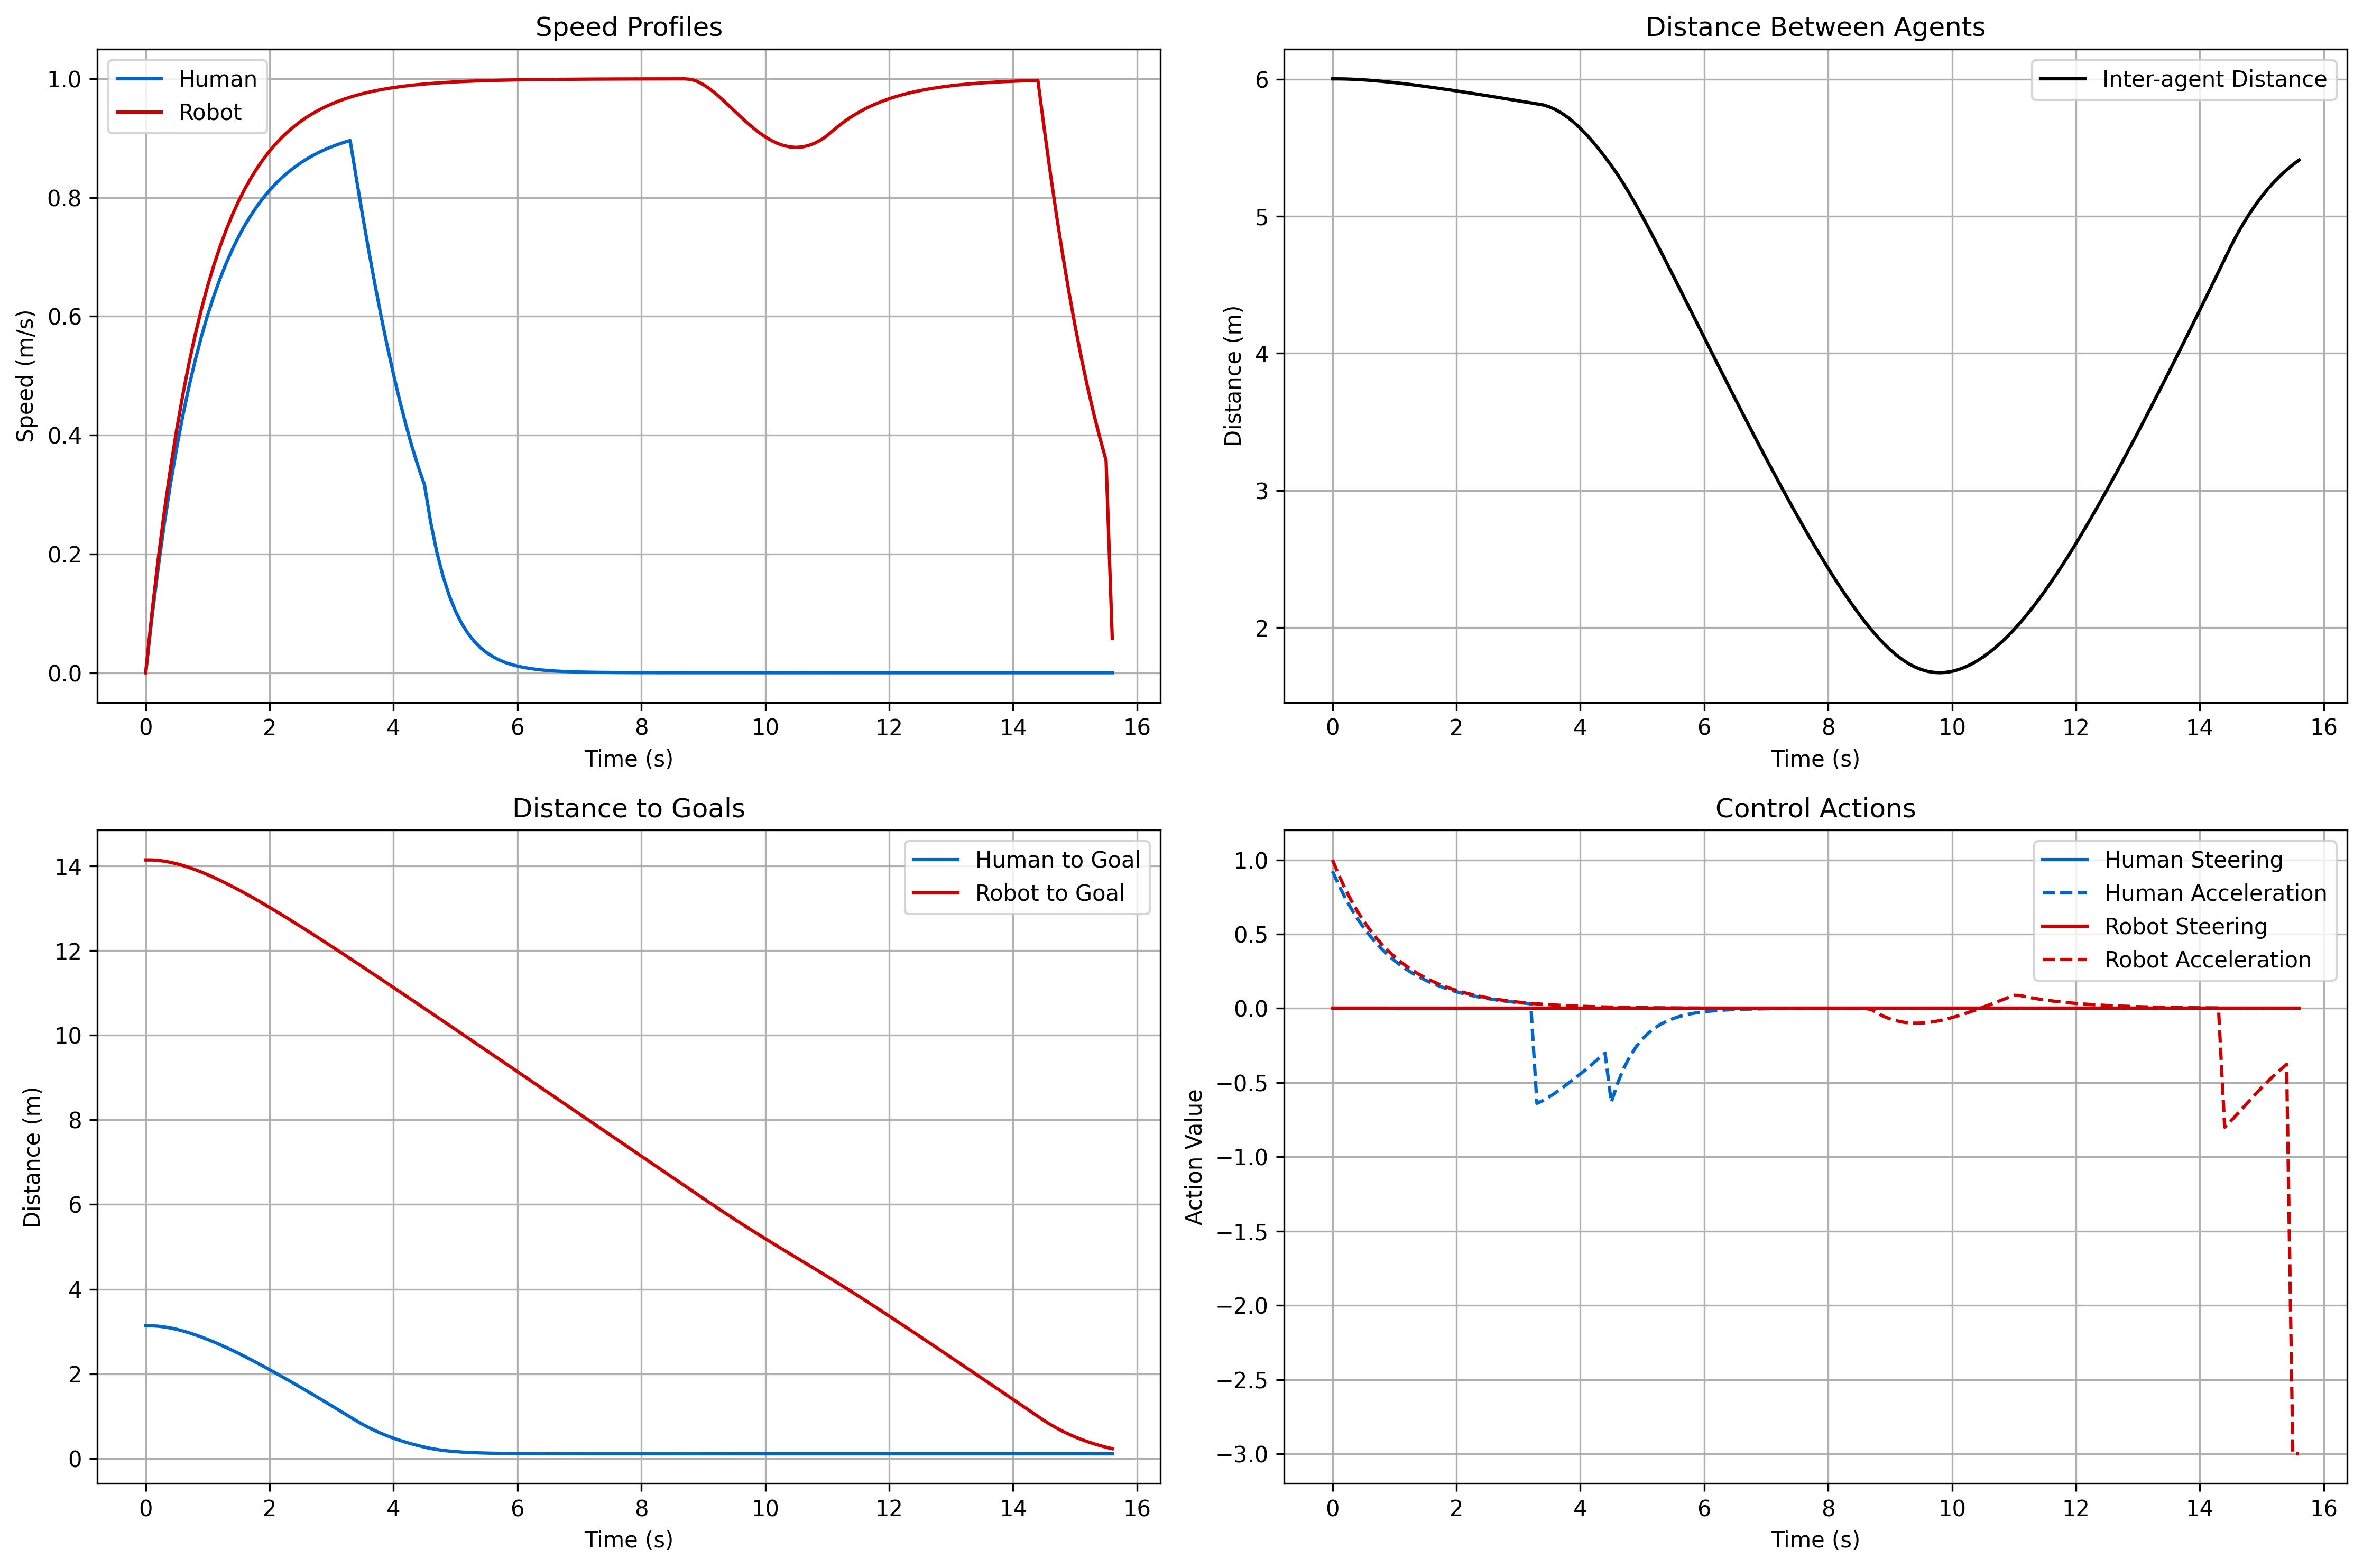 Speed Profiles
Human
Robot
1.0
0.8
0.6
0.4
0.2
0.0
Speed (m/s)
0 2 4 6 8 10 12 14 16
Time (s)
Distance Between Agents
Inter-agent Distance
6
5
4
3
2
Distance (m)
0 2 4 6 8 10 12 14 16
Time (s)
Distance to Goals
Human to Goal
Robot to Goal
14
12
10
8
6
4
2
0
Distance (m)
0 2 4 6 8 10 12 14 16
Time (s)
Control Actions
Human Steering
Human Acceleration
Robot Steering
Robot Acceleration
1.0
0.5
0.0
−0.5
−1.0
−1.5
−2.0
−2.5
−3.0
Action Value
0 2 4 6 8 10 12 14 16
Time (s)